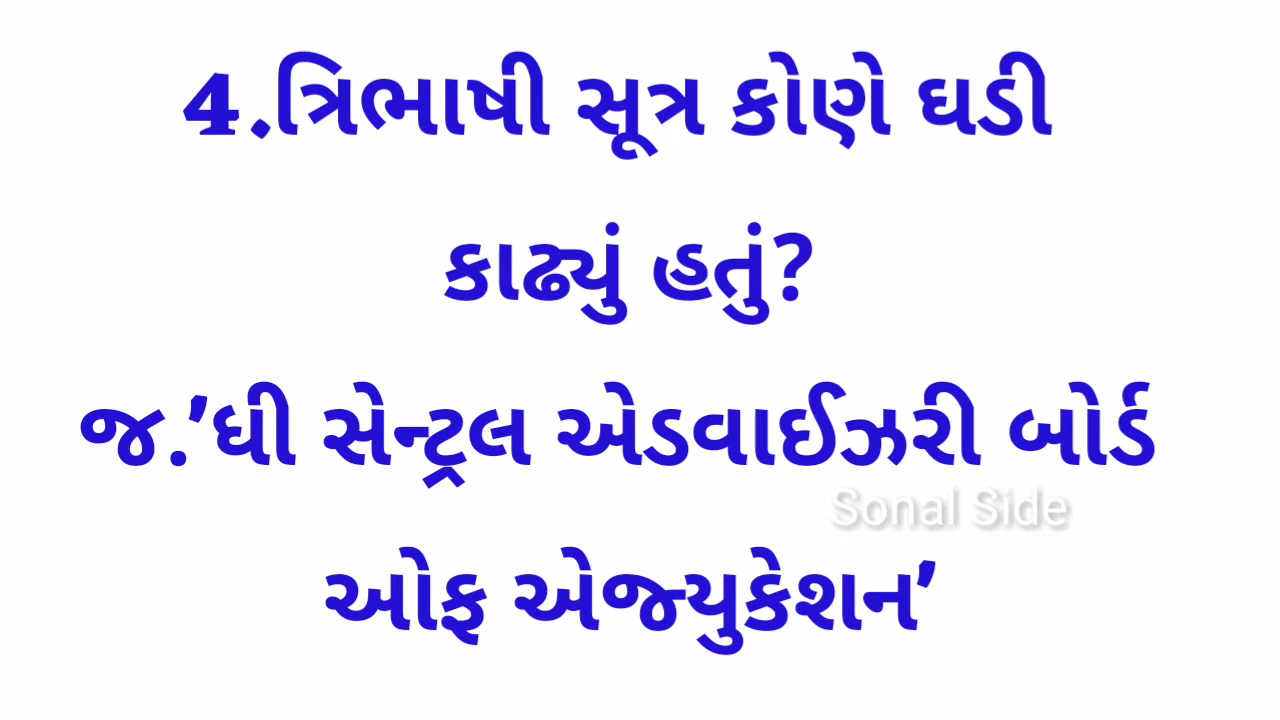 4.ત્રિભાષી સૂત્ર કોણે ઘડી
કાઢ્યું હતું?
જ.'ધી સેન્ટ્રલ એડવાઈઝરી બોર્ડ
Sonal Side
ઓફ એજ્યુકેશન'